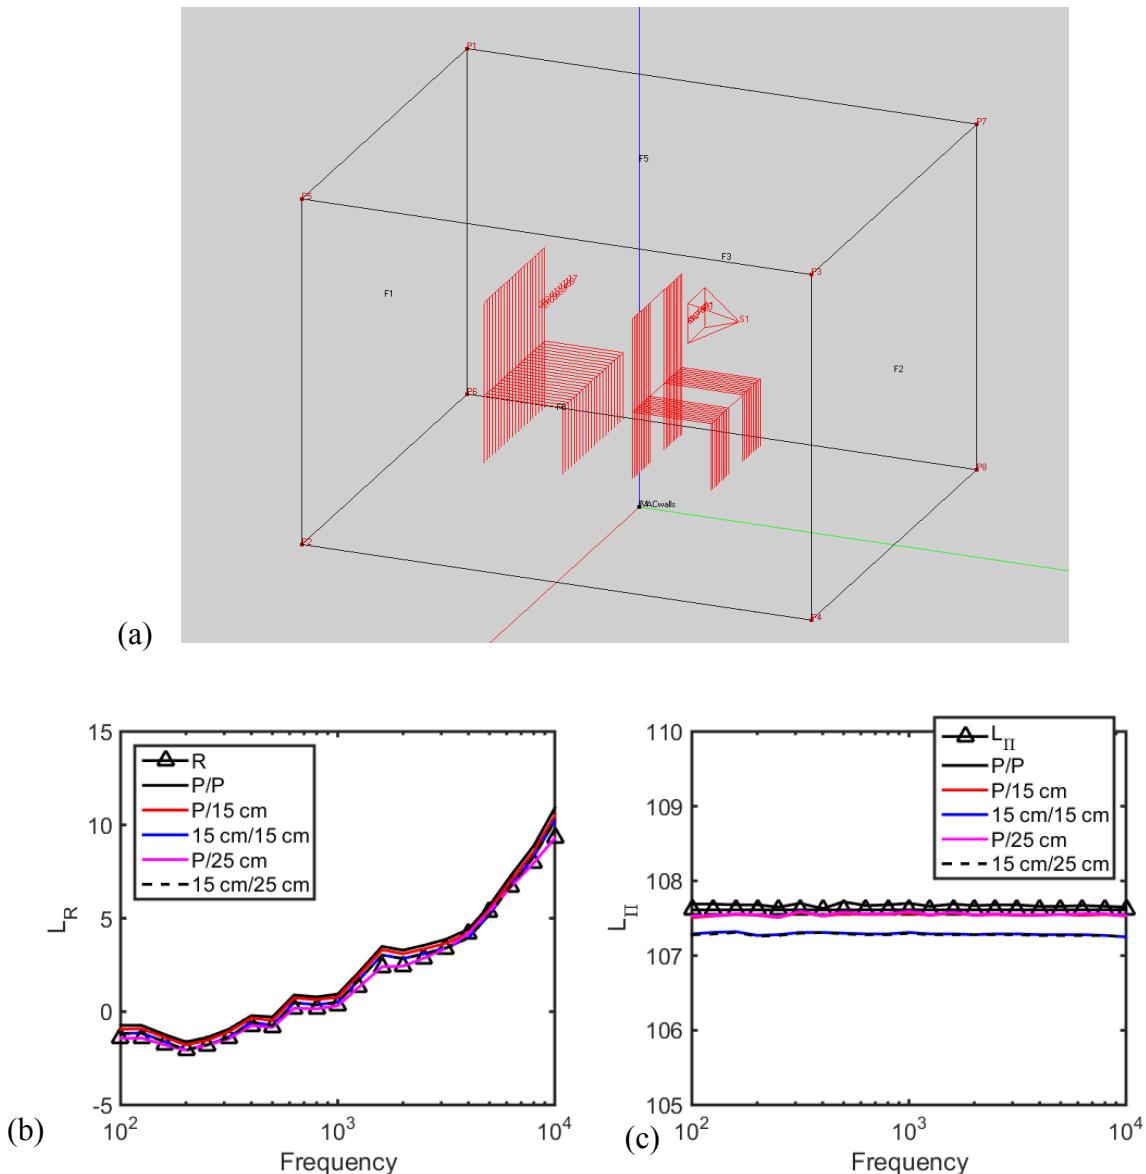 P1
P7
F5
P5
F3
P3
F1
S1
F2
P6
P8
P2
P4
(a)
15
10
5
0
-5
L_R
R
P/P
P/15 cm
15 cm/15 cm
P/25 cm
15 cm/25 cm
10^2
10^3
10^4
Frequency
(b)
110
109
108
107
106
105
L_Π
L_Π
P/P
P/15 cm
15 cm/15 cm
P/25 cm
15 cm/25 cm
10^2
10^3
10^4
Frequency
(c)